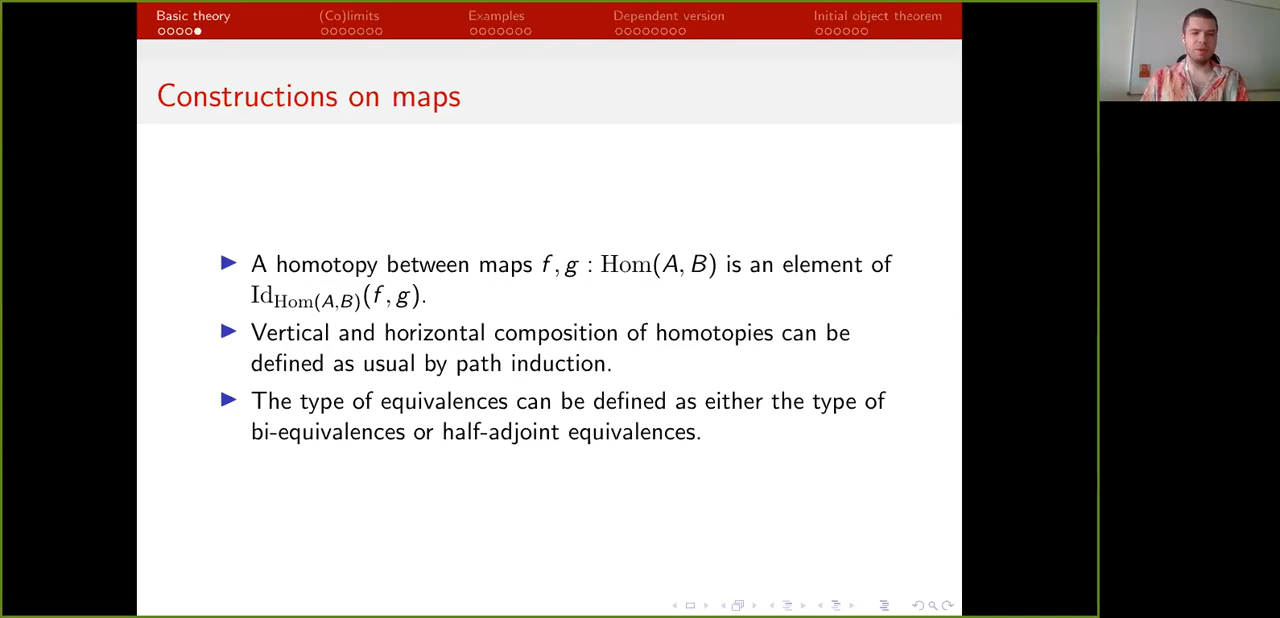 Basic theory (Co)limits Examples Dependent version Initial object theorem
Constructions on maps
A homotopy between maps f, g : Hom(A, B) is an element of
Id_{Hom(A,B)}(f, g).
Vertical and horizontal composition of homotopies can be
defined as usual by path induction.
The type of equivalences can be defined as either the type of
bi-equivalences or half-adjoint equivalences.